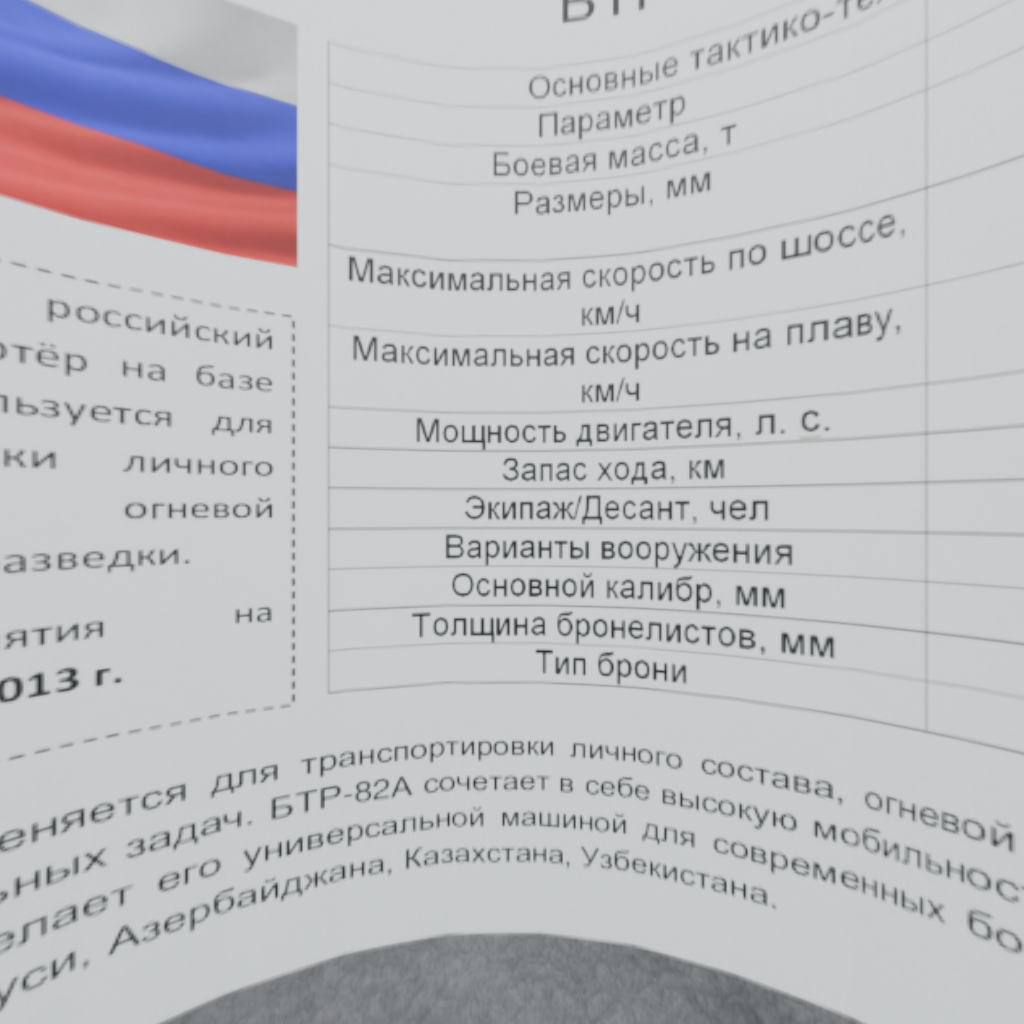 БТР
Основные тактико-те
Параметр
Боевая масса, т
Размеры, мм
Максимальная скорость по шоссе,
км/ч
Максимальная скорость на плаву,
км/ч
Мощность двигателя, л. с.
Запас хода, км
Экипаж/Десант, чел
Варианты вооружения
Основной калибр, мм
Толщина бронелистов, мм
Тип брони
российский
ртёр на базе
льзуется для
ки личного
огневой
азведки.
ятия на
013 г.
еняется для транспортировки личного состава, огневой
ьных задач. БТР-82А сочетает в себе высокую мобильнос
елает его универсальной машиной для современных бо
уси, Азербайджана, Казахстана, Узбекистана.